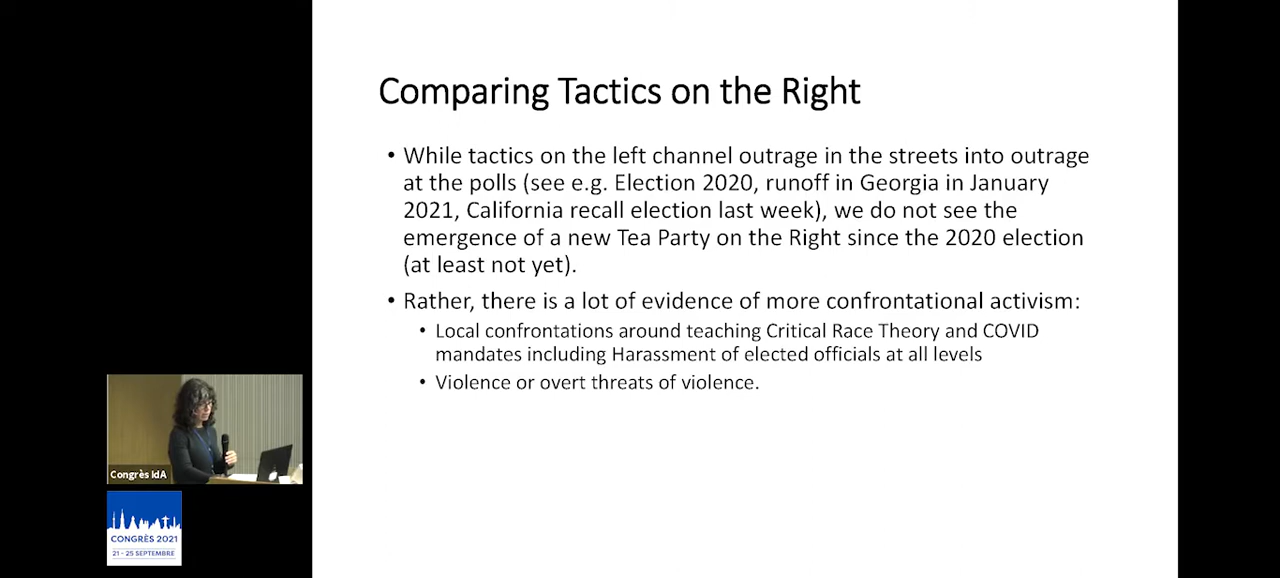 Comparing Tactics on the Right
• While tactics on the left channel outrage in the streets into outrage
at the polls (see e.g. Election 2020, runoff in Georgia in January
2021, California recall election last week), we do not see the
emergence of a new Tea Party on the Right since the 2020 election
(at least not yet).
• Rather, there is a lot of evidence of more confrontational activism:
• Local confrontations around teaching Critical Race Theory and COVID
mandates including Harassment of elected officials at all levels
• Violence or overt threats of violence.
Congrès IdA
CONGRÈS 2021
21 - 25 SEPTEMBRE